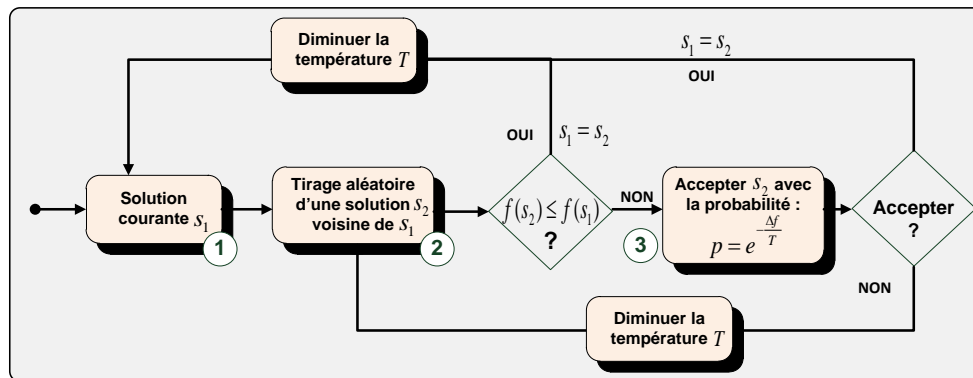 Diminuer la
température T
s₁ = s₂
OUI
OUI
s₁ = s₂
Solution
courante s₁
1
Tirage aléatoire
d'une solution s₂
voisine de s₁
2
f(s₂) ≤ f(s₁)
?
NON
3
Accepter s₂ avec
la probabilité :
p = e^{-Δf/T}
Accepter
?
NON
Diminuer la
température T